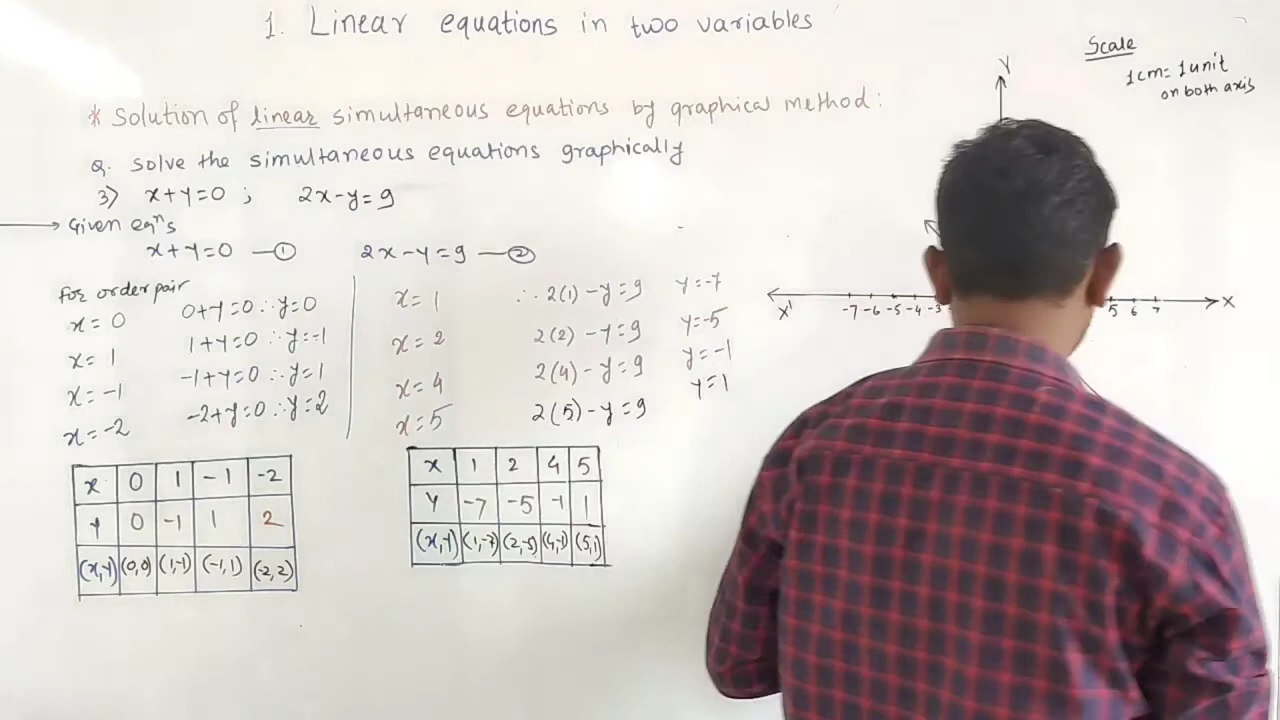 1. Linear equations in two variables
* Solution of linear simultaneous equations by graphical method:
Q. Solve the simultaneous equations graphically
3) x+y=0 ; 2x-y=9
Given eqⁿs
x+y=0 —① 2x-y=9 —②
For order pair
x=0 0+y=0 ∴y=0
x=1 1+y=0 ∴y=-1
x=-1 -1+y=0 ∴y=1
x=-2 -2+y=0 ∴y=2
x=1 ∴ 2(1)-y=9 y=-7
x=2 2(2)-y=9 y=-5
x=4 2(4)-y=9 y=-1
x=5 2(5)-y=9 y=1
x 0 1 -1 -2
y 0 -1 1 2
(x,y) (0,0) (1,-1) (-1,1) (-2,2)
x 1 2 4 5
y -7 -5 -1 1
(x,y) (1,-7) (2,-5) (4,-1) (5,1)
Scale
1cm=1unit
on both axis
Y
X' X
-7 -6 -5 -4 -3 5 6 7